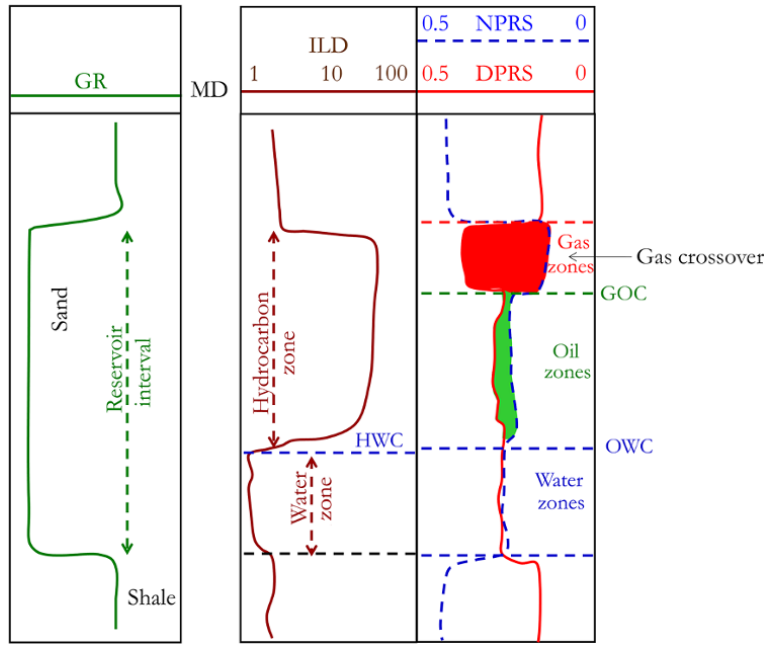 GR
MD
ILD
1 10 100
0.5 NPRS 0
0.5 DPRS 0
Sand
Reservoir
interval
Shale
Hydrocarbon
zone
HWC
Water
zone
Gas
zones
Gas crossover
GOC
Oil
zones
OWC
Water
zones